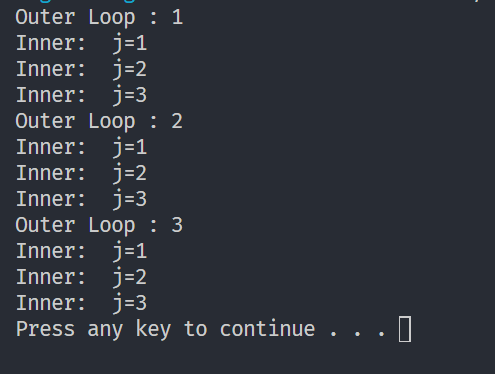 Outer Loop : 1
Inner:  j=1
Inner:  j=2
Inner:  j=3
Outer Loop : 2
Inner:  j=1
Inner:  j=2
Inner:  j=3
Outer Loop : 3
Inner:  j=1
Inner:  j=2
Inner:  j=3
Press any key to continue . . .